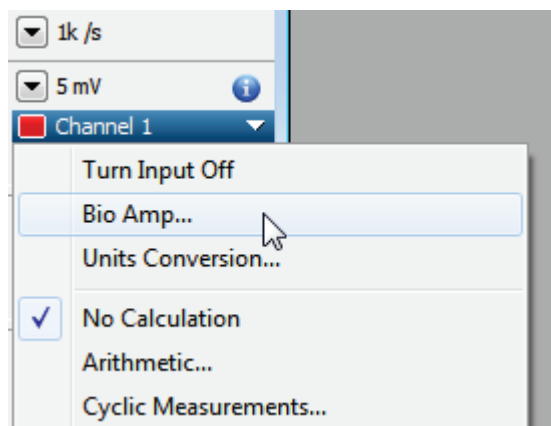 1k /s
5 mV
Channel 1
Turn Input Off
Bio Amp...
Units Conversion...
No Calculation
Arithmetic...
Cyclic Measurements...